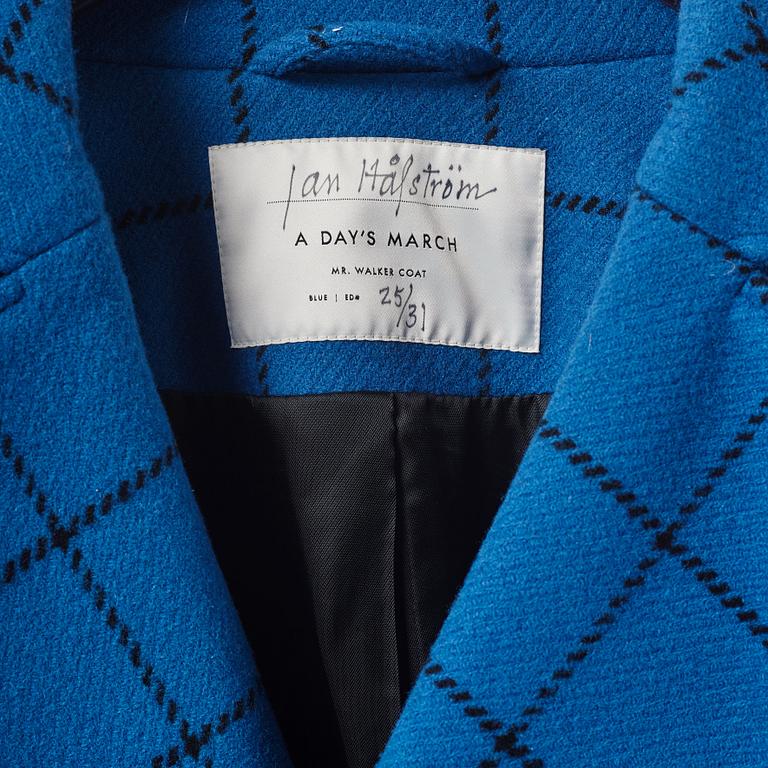 Jan Håfström
A DAY'S MARCH
MR. WALKER COAT
BLUE | ED# 25/31